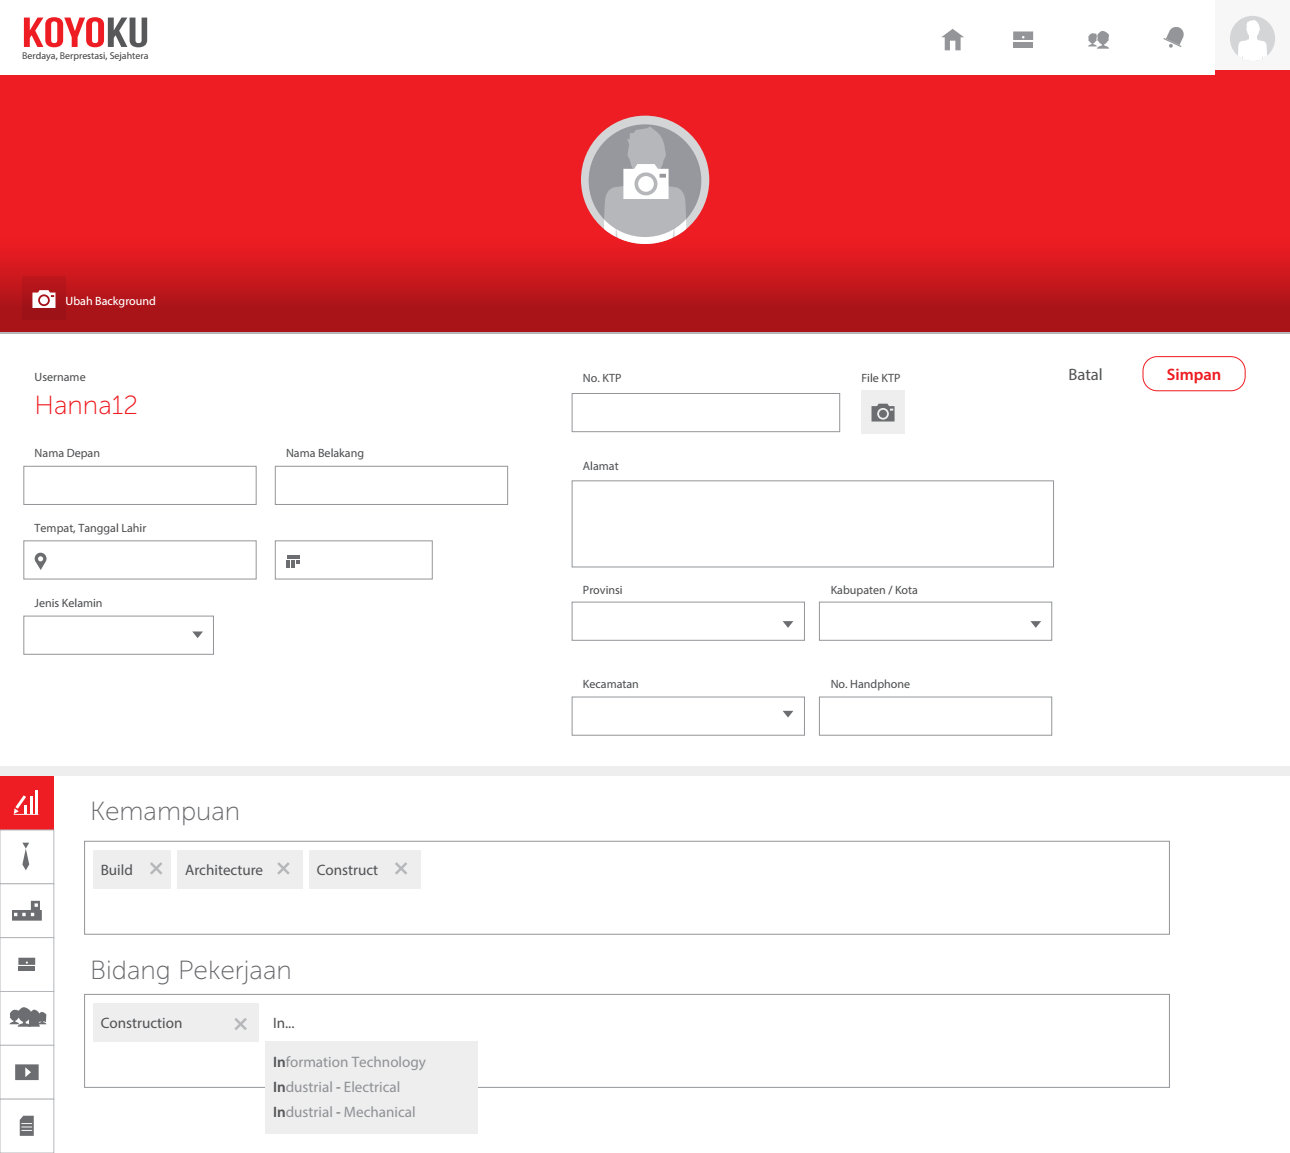 KOYOKU
Berdaya, Berprestasi, Sejahtera
Ubah Background
Username
Hanna12
Nama Depan
Nama Belakang
Tempat, Tanggal Lahir
Jenis Kelamin
No. KTP
File KTP
Batal
Simpan
Alamat
Provinsi
Kabupaten / Kota
Kecamatan
No. Handphone
Kemampuan
Build
Architecture
Construct
Bidang Pekerjaan
Construction
In...
Information Technology
Industrial - Electrical
Industrial - Mechanical